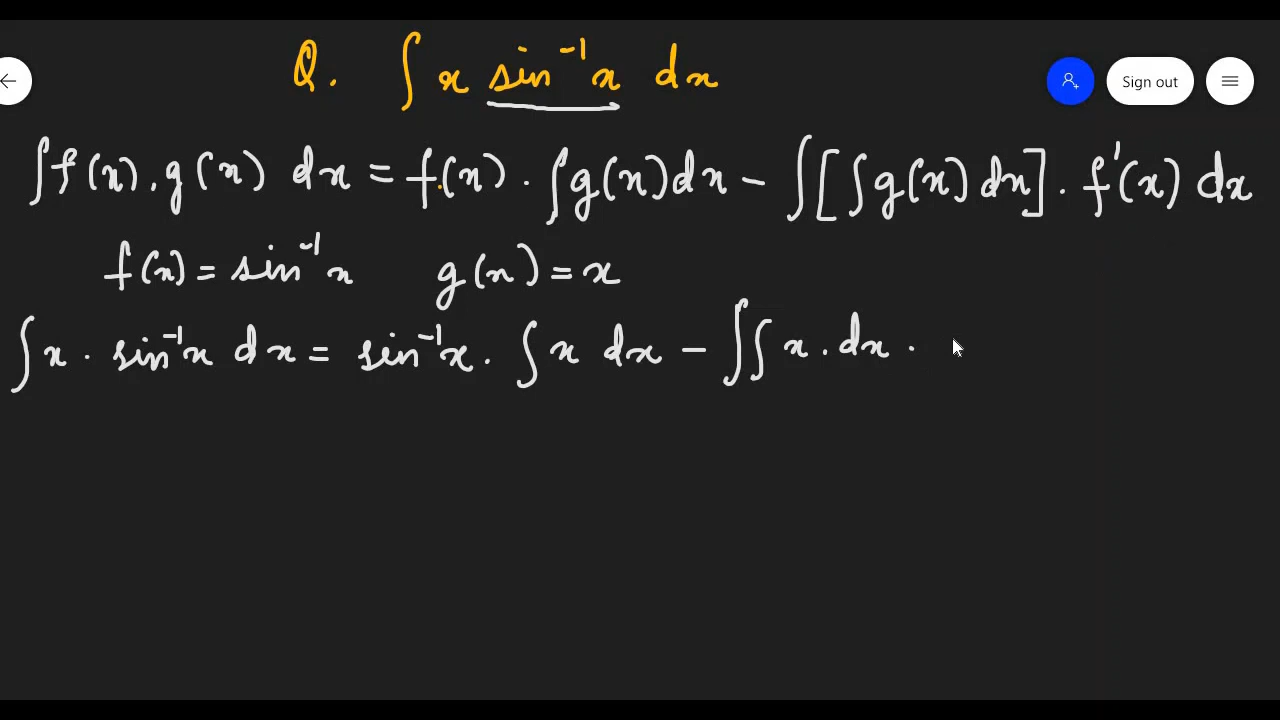 Q. ∫ x sin⁻¹x dx
Sign out
∫f(x).g(x) dx = f(x) . ∫g(x)dx − ∫[∫g(x) dx] . f'(x) dx
f(x) = sin⁻¹x g(x) = x
∫x . sin⁻¹x dx = sin⁻¹x . ∫x dx − ∫∫x . dx .